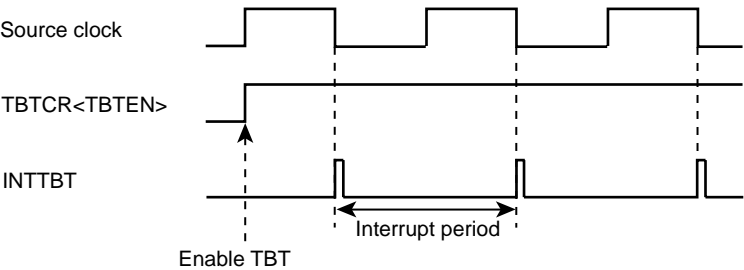 Source clock
TBTCR<TBTEN>
INTTBT
Interrupt period
Enable TBT